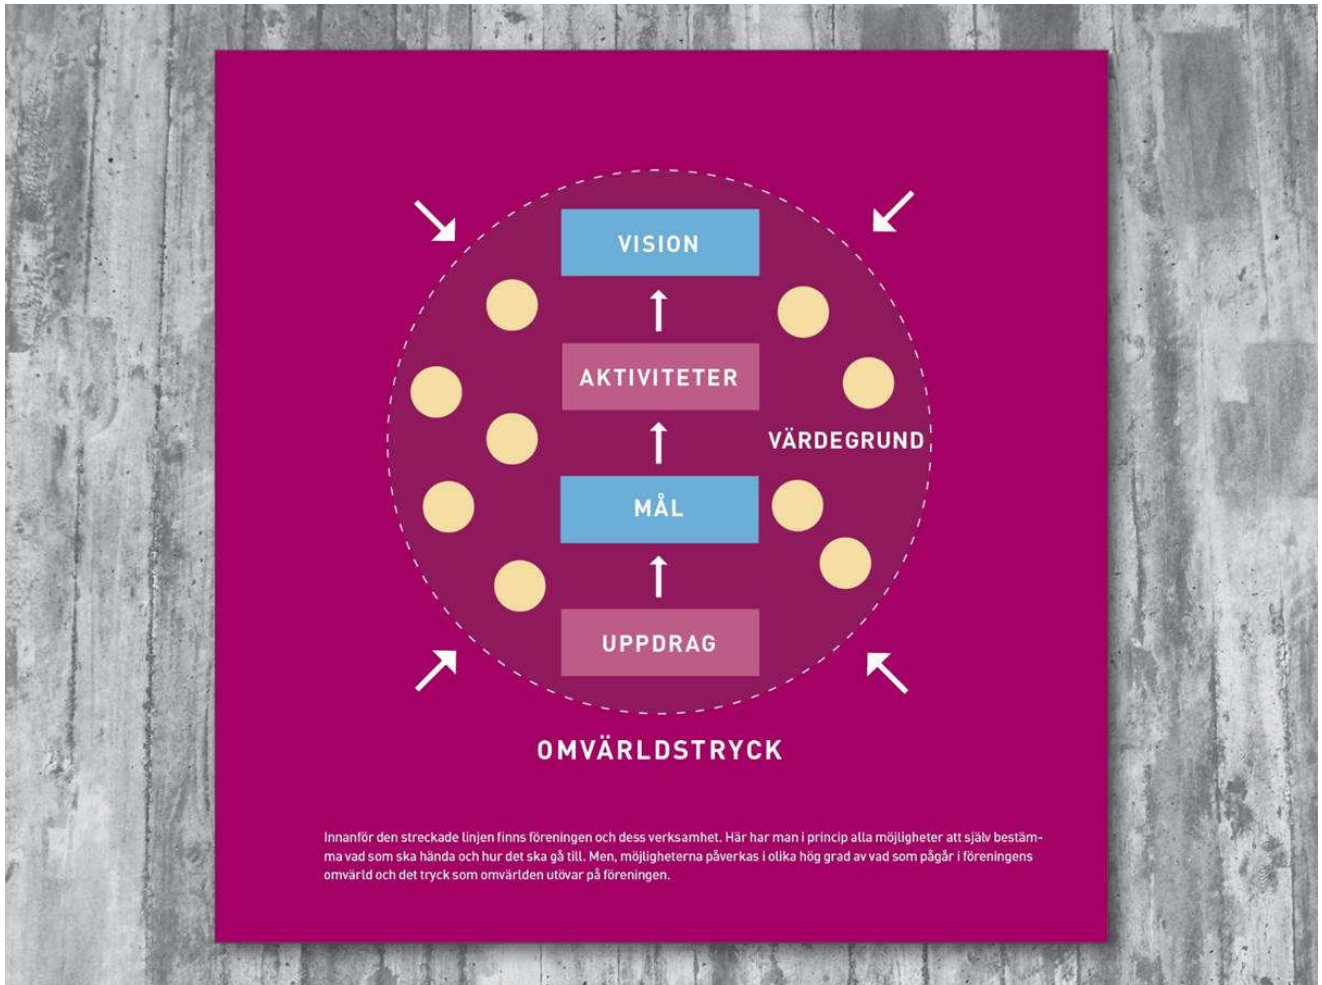 VISION
AKTIVITETER
VÄRDEGRUND
MÅL
UPPDRAG
OMVÄRLDSTRYCK
Innanför den streckade linjen finns föreningen och dess verksamhet. Här har man i princip alla möjligheter att själv bestäm-
ma vad som ska hända och hur det ska gå till. Men, möjligheterna påverkas i olika hög grad av vad som pågår i föreningens
omvärld och det tryck som omvärlden utövar på föreningen.